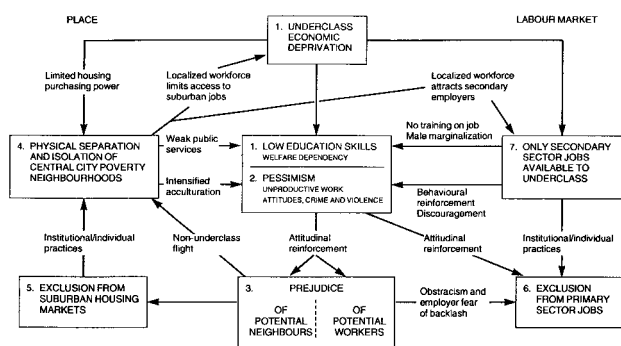 PLACE
LABOUR MARKET
1. UNDERCLASS
ECONOMIC
DEPRIVATION
Limited housing
purchasing power
Localized workforce
limits access to
suburban jobs
Localized workforce
attracts secondary
employers
4. PHYSICAL SEPARATION
AND ISOLATION OF
CENTRAL CITY POVERTY
NEIGHBOURHOODS
Weak public
services
Intensified
acculturation
1. LOW EDUCATION SKILLS
WELFARE DEPENDENCY
2. PESSIMISM
UNPRODUCTIVE WORK
ATTITUDES, CRIME AND VIOLENCE
No training on job
Male marginalization
Behavioural
reinforcement
Discouragement
7. ONLY SECONDARY
SECTOR JOBS
AVAILABLE TO
UNDERCLASS
Institutional/individual
practices
Non-underclass
flight
Attitudinal
reinforcement
Attitudinal
reinforcement
Institutional/individual
practices
5. EXCLUSION FROM
SUBURBAN HOUSING
MARKETS
3. PREJUDICE
OF
POTENTIAL
NEIGHBOURS
OF
POTENTIAL
WORKERS
Obstracism and
employer fear
of backlash
6. EXCLUSION
FROM PRIMARY
SECTOR JOBS